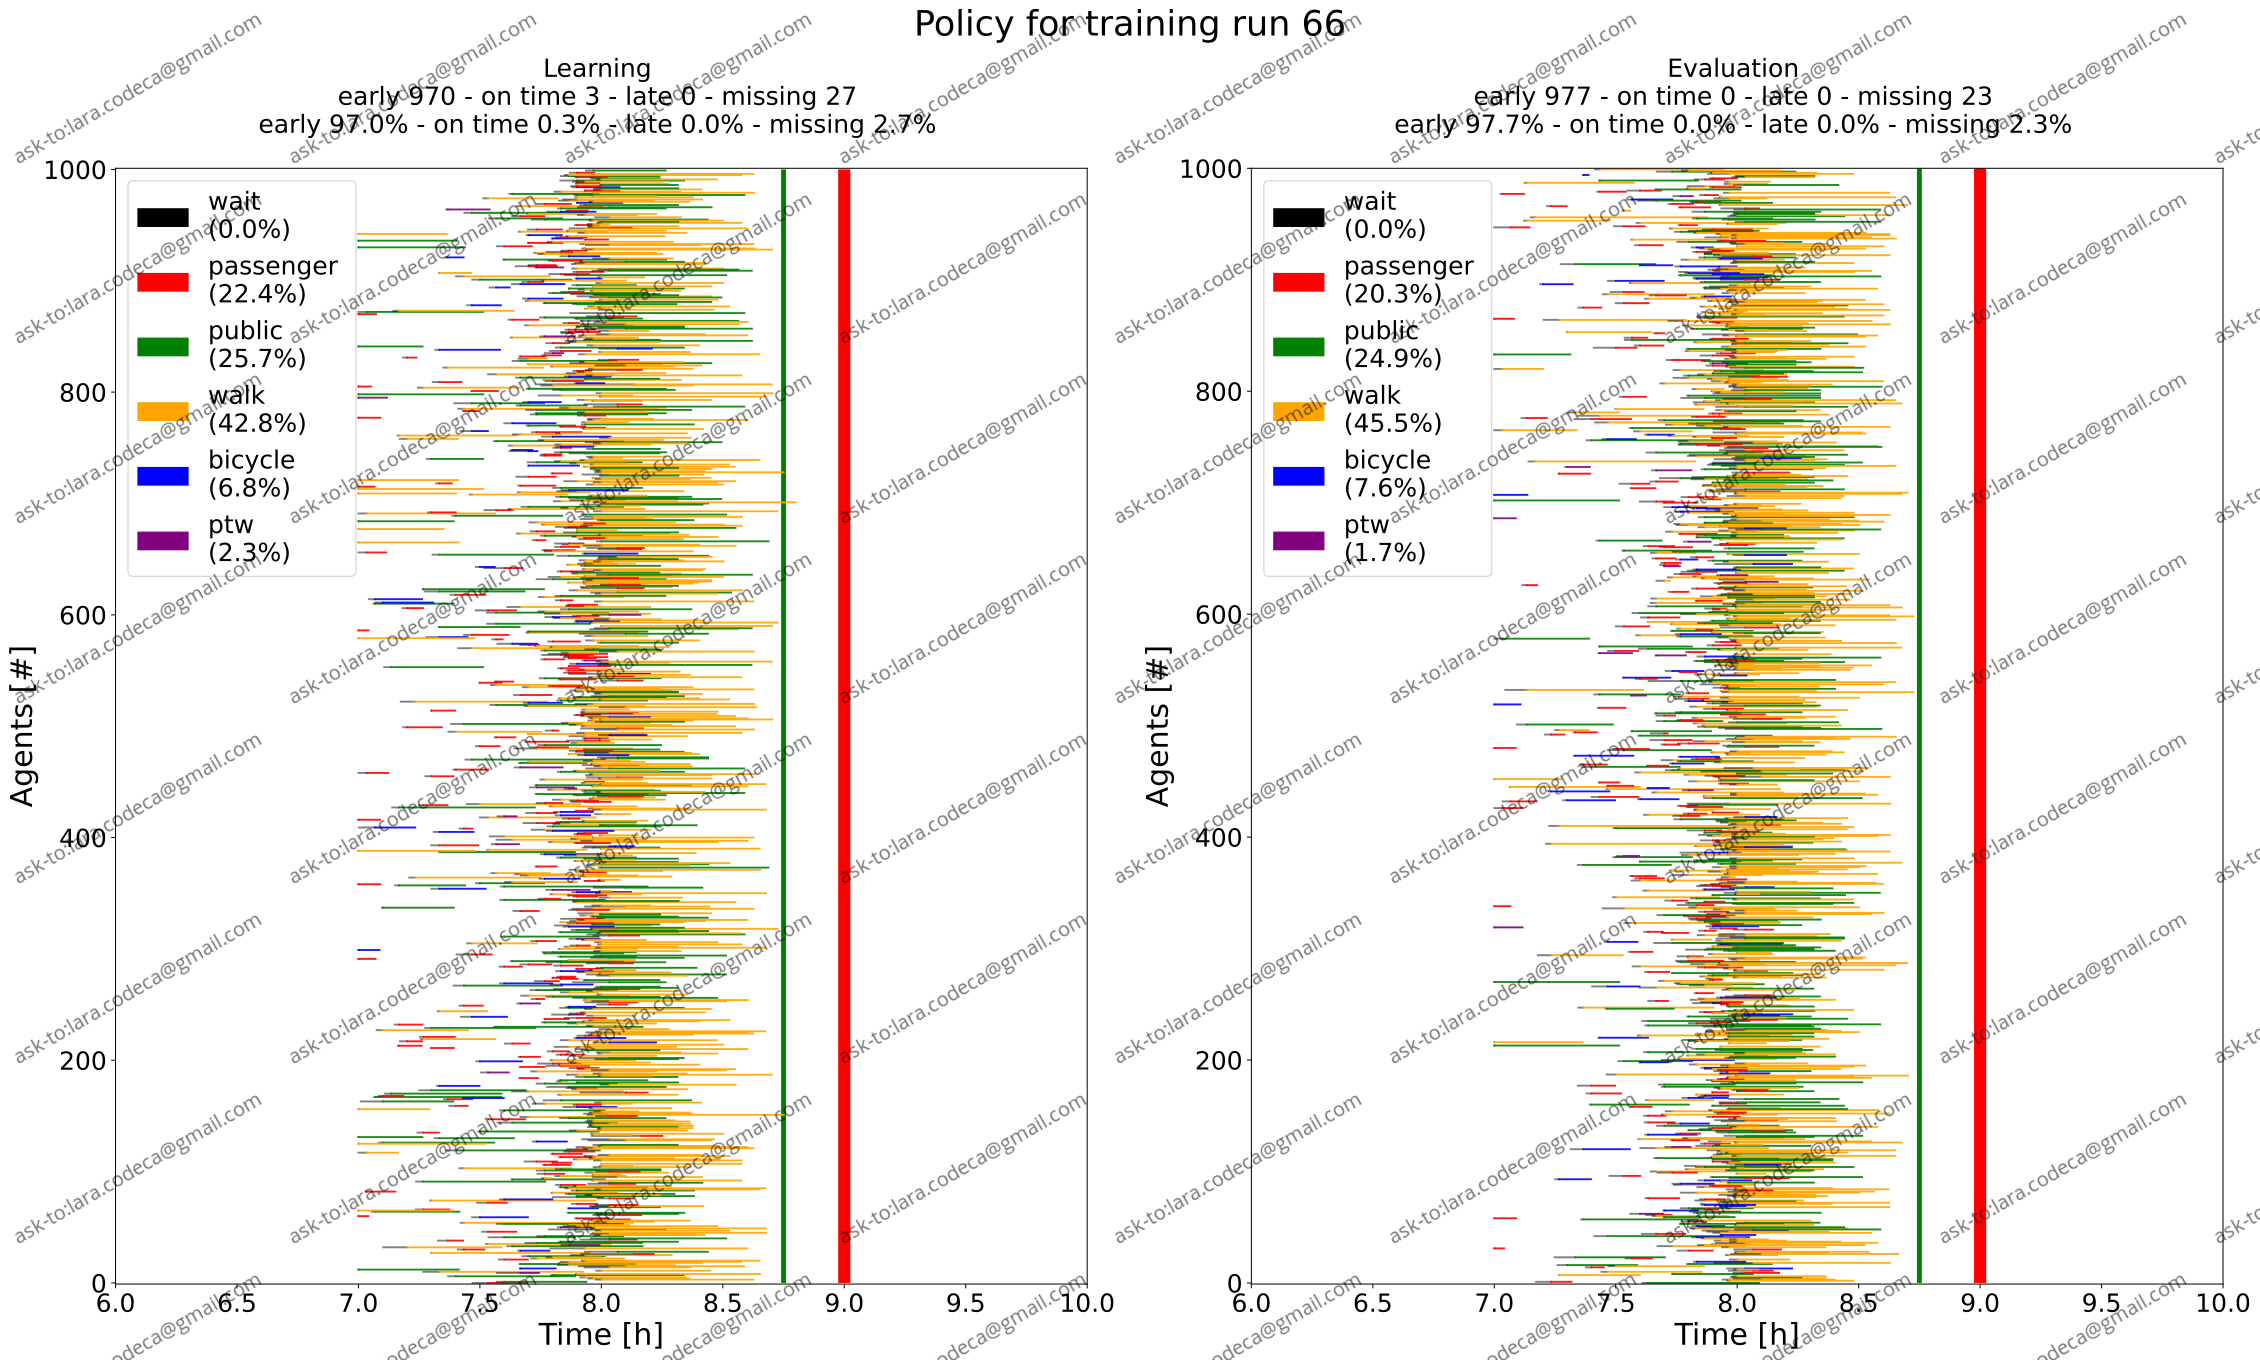 Policy for training run 66
Learning
early 970 - on time 3 - late 0 - missing 27
early 97.0% - on time 0.3% - late 0.0% - missing 2.7%
1000
800
600
400
200
0
Agents [#]
wait
(0.0%)
passenger
(22.4%)
public
(25.7%)
walk
(42.8%)
bicycle
(6.8%)
ptw
(2.3%)
6.0 6.5 7.0 7.5 8.0 8.5 9.0 9.5 10.0
Time [h]
Evaluation
early 977 - on time 0 - late 0 - missing 23
early 97.7% - on time 0.0% - late 0.0% - missing 2.3%
1000
800
600
400
200
0
Agents [#]
wait
(0.0%)
passenger
(20.3%)
public
(24.9%)
walk
(45.5%)
bicycle
(7.6%)
ptw
(1.7%)
6.0 6.5 7.0 7.5 8.0 8.5 9.0 9.5 10.0
Time [h]
ask-to:lara.codeca@gmail.com